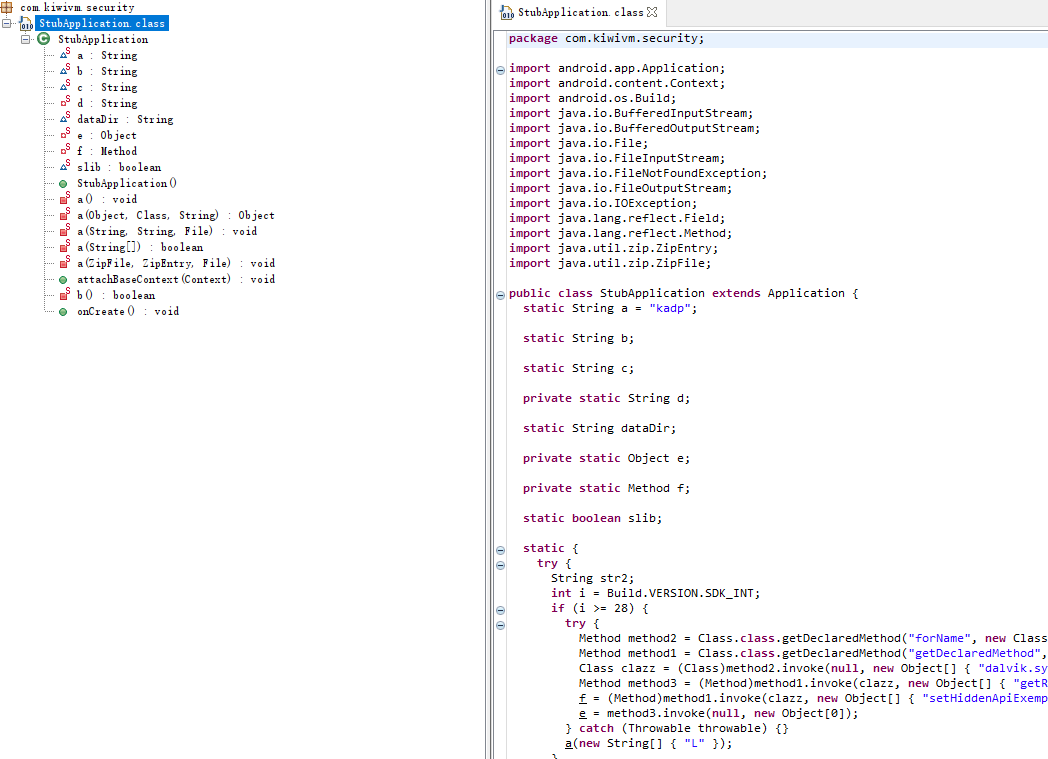 com.kiwivm.security
StubApplication.class
StubApplication
a : String
b : String
c : String
d : String
dataDir : String
e : Object
f : Method
slib : boolean
StubApplication()
a() : void
a(Object, Class, String) : Object
a(String, String, File) : void
a(String[]) : boolean
a(ZipFile, ZipEntry, File) : void
attachBaseContext(Context) : void
b() : boolean
onCreate() : void
StubApplication.class
package com.kiwivm.security;
import android.app.Application;
import android.content.Context;
import android.os.Build;
import java.io.BufferedInputStream;
import java.io.BufferedOutputStream;
import java.io.File;
import java.io.FileInputStream;
import java.io.FileNotFoundException;
import java.io.FileOutputStream;
import java.io.IOException;
import java.lang.reflect.Field;
import java.lang.reflect.Method;
import java.util.zip.ZipEntry;
import java.util.zip.ZipFile;
public class StubApplication extends Application {
static String a = "kadp";
static String b;
static String c;
private static String d;
static String dataDir;
private static Object e;
private static Method f;
static boolean slib;
static {
try {
String str2;
int i = Build.VERSION.SDK_INT;
if (i >= 28) {
try {
Method method2 = Class.class.getDeclaredMethod("forName", new Class
Method method1 = Class.class.getDeclaredMethod("getDeclaredMethod",
Class clazz = (Class)method2.invoke(null, new Object[] { "dalvik.sy
Method method3 = (Method)method1.invoke(clazz, new Object[] { "getR
f = (Method)method1.invoke(clazz, new Object[] { "setHiddenApiExemp
e = method3.invoke(null, new Object[0]);
} catch (Throwable throwable) {}
a(new String[] { "L" });